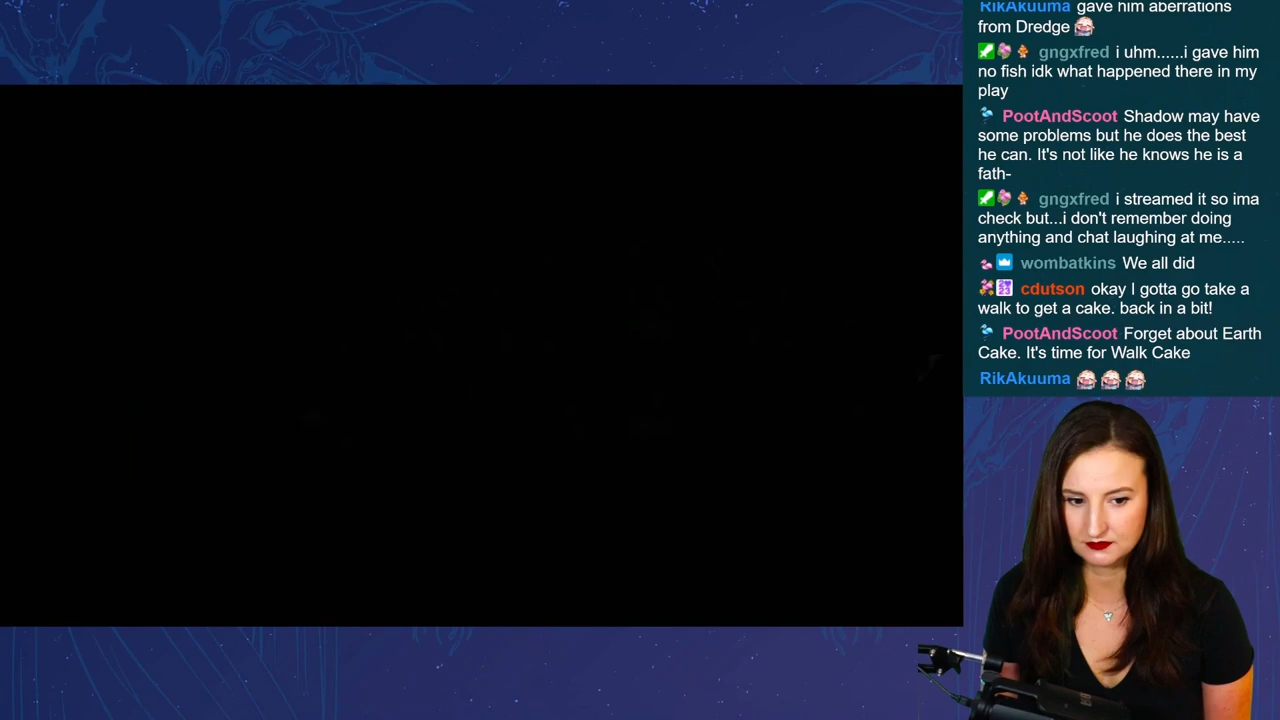 RikAkuuma gave him aberrations
from Dredge
gngxfred i uhm......i gave him
no fish idk what happened there in my
play
PootAndScoot Shadow may have
some problems but he does the best
he can. It's not like he knows he is a
fath-
gngxfred i streamed it so ima
check but...i don't remember doing
anything and chat laughing at me.....
wombatkins We all did
cdutson okay I gotta go take a
walk to get a cake. back in a bit!
PootAndScoot Forget about Earth
Cake. It's time for Walk Cake
RikAkuuma